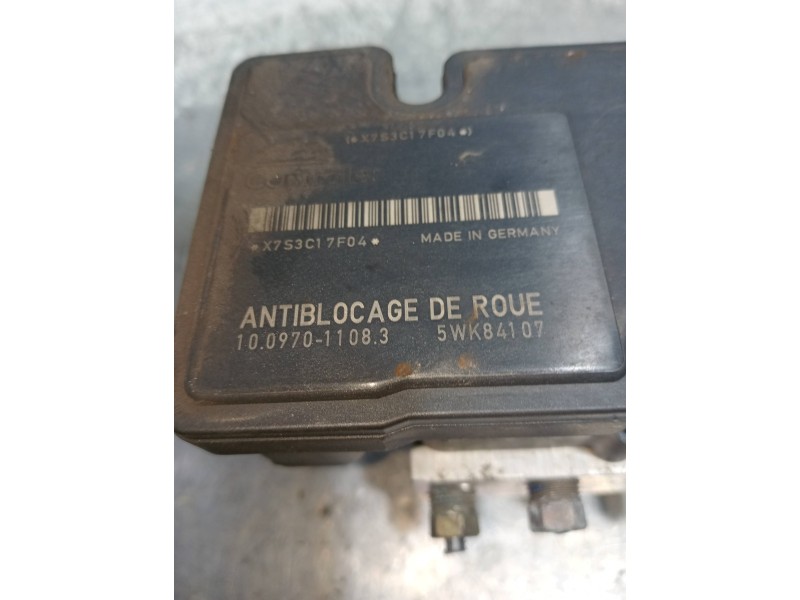 (*X7S3C17F04*)
*X7S3C17F04* MADE IN GERMANY
ANTIBLOCAGE DE ROUE
10.0970-1108.3 5WK84107